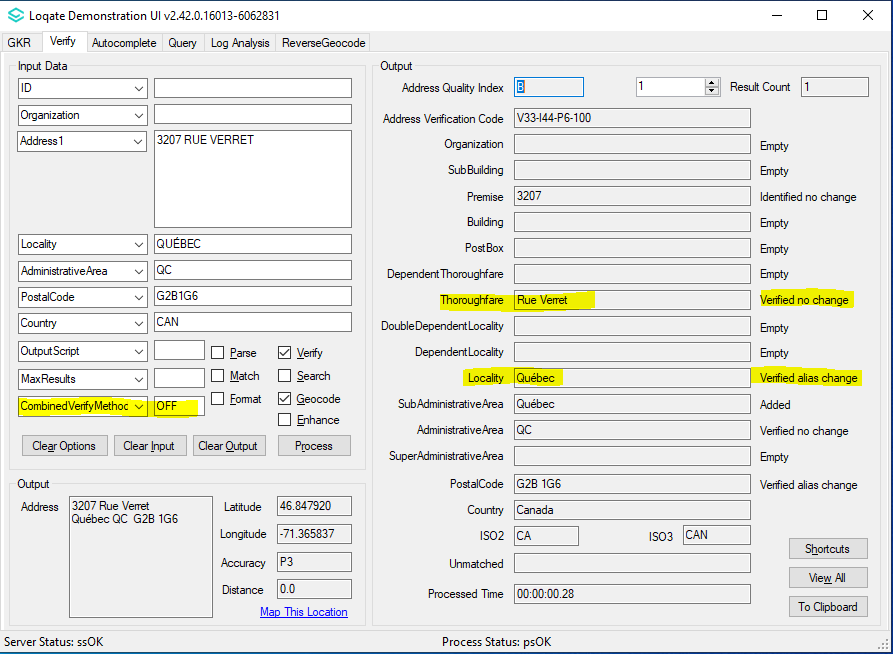 Loqate Demonstration UI v2.42.0.16013-6062831
GKR Verify Autocomplete Query Log Analysis ReverseGeocode
Input Data
ID
Organization
Address1 3207 RUE VERRET
Locality QUÉBEC
AdministrativeArea QC
PostalCode G2B1G6
Country CAN
OutputScript Parse Verify
MaxResults Match Search
CombinedVerifyMethoc OFF Format Geocode
Enhance
Clear Options Clear Input Clear Output Process
Output
Address 3207 Rue Verret
Québec QC G2B 1G6
Latitude 46.847920
Longitude -71.365837
Accuracy P3
Distance 0.0
Map This Location
Output
Address Quality Index B 1 Result Count 1
Address Verification Code V33-I44-P6-100
Organization Empty
SubBuilding Empty
Premise 3207 Identified no change
Building Empty
PostBox Empty
DependentThoroughfare Empty
Thoroughfare Rue Verret Verified no change
DoubleDependentLocality Empty
DependentLocality Empty
Locality Québec Verified alias change
SubAdministrativeArea Québec Added
AdministrativeArea QC Verified no change
SuperAdministrativeArea Empty
PostalCode G2B 1G6 Verified alias change
Country Canada
ISO2 CA ISO3 CAN
Unmatched
Processed Time 00:00:00.28
Shortcuts
View All
To Clipboard
Server Status: ssOK Process Status: psOK